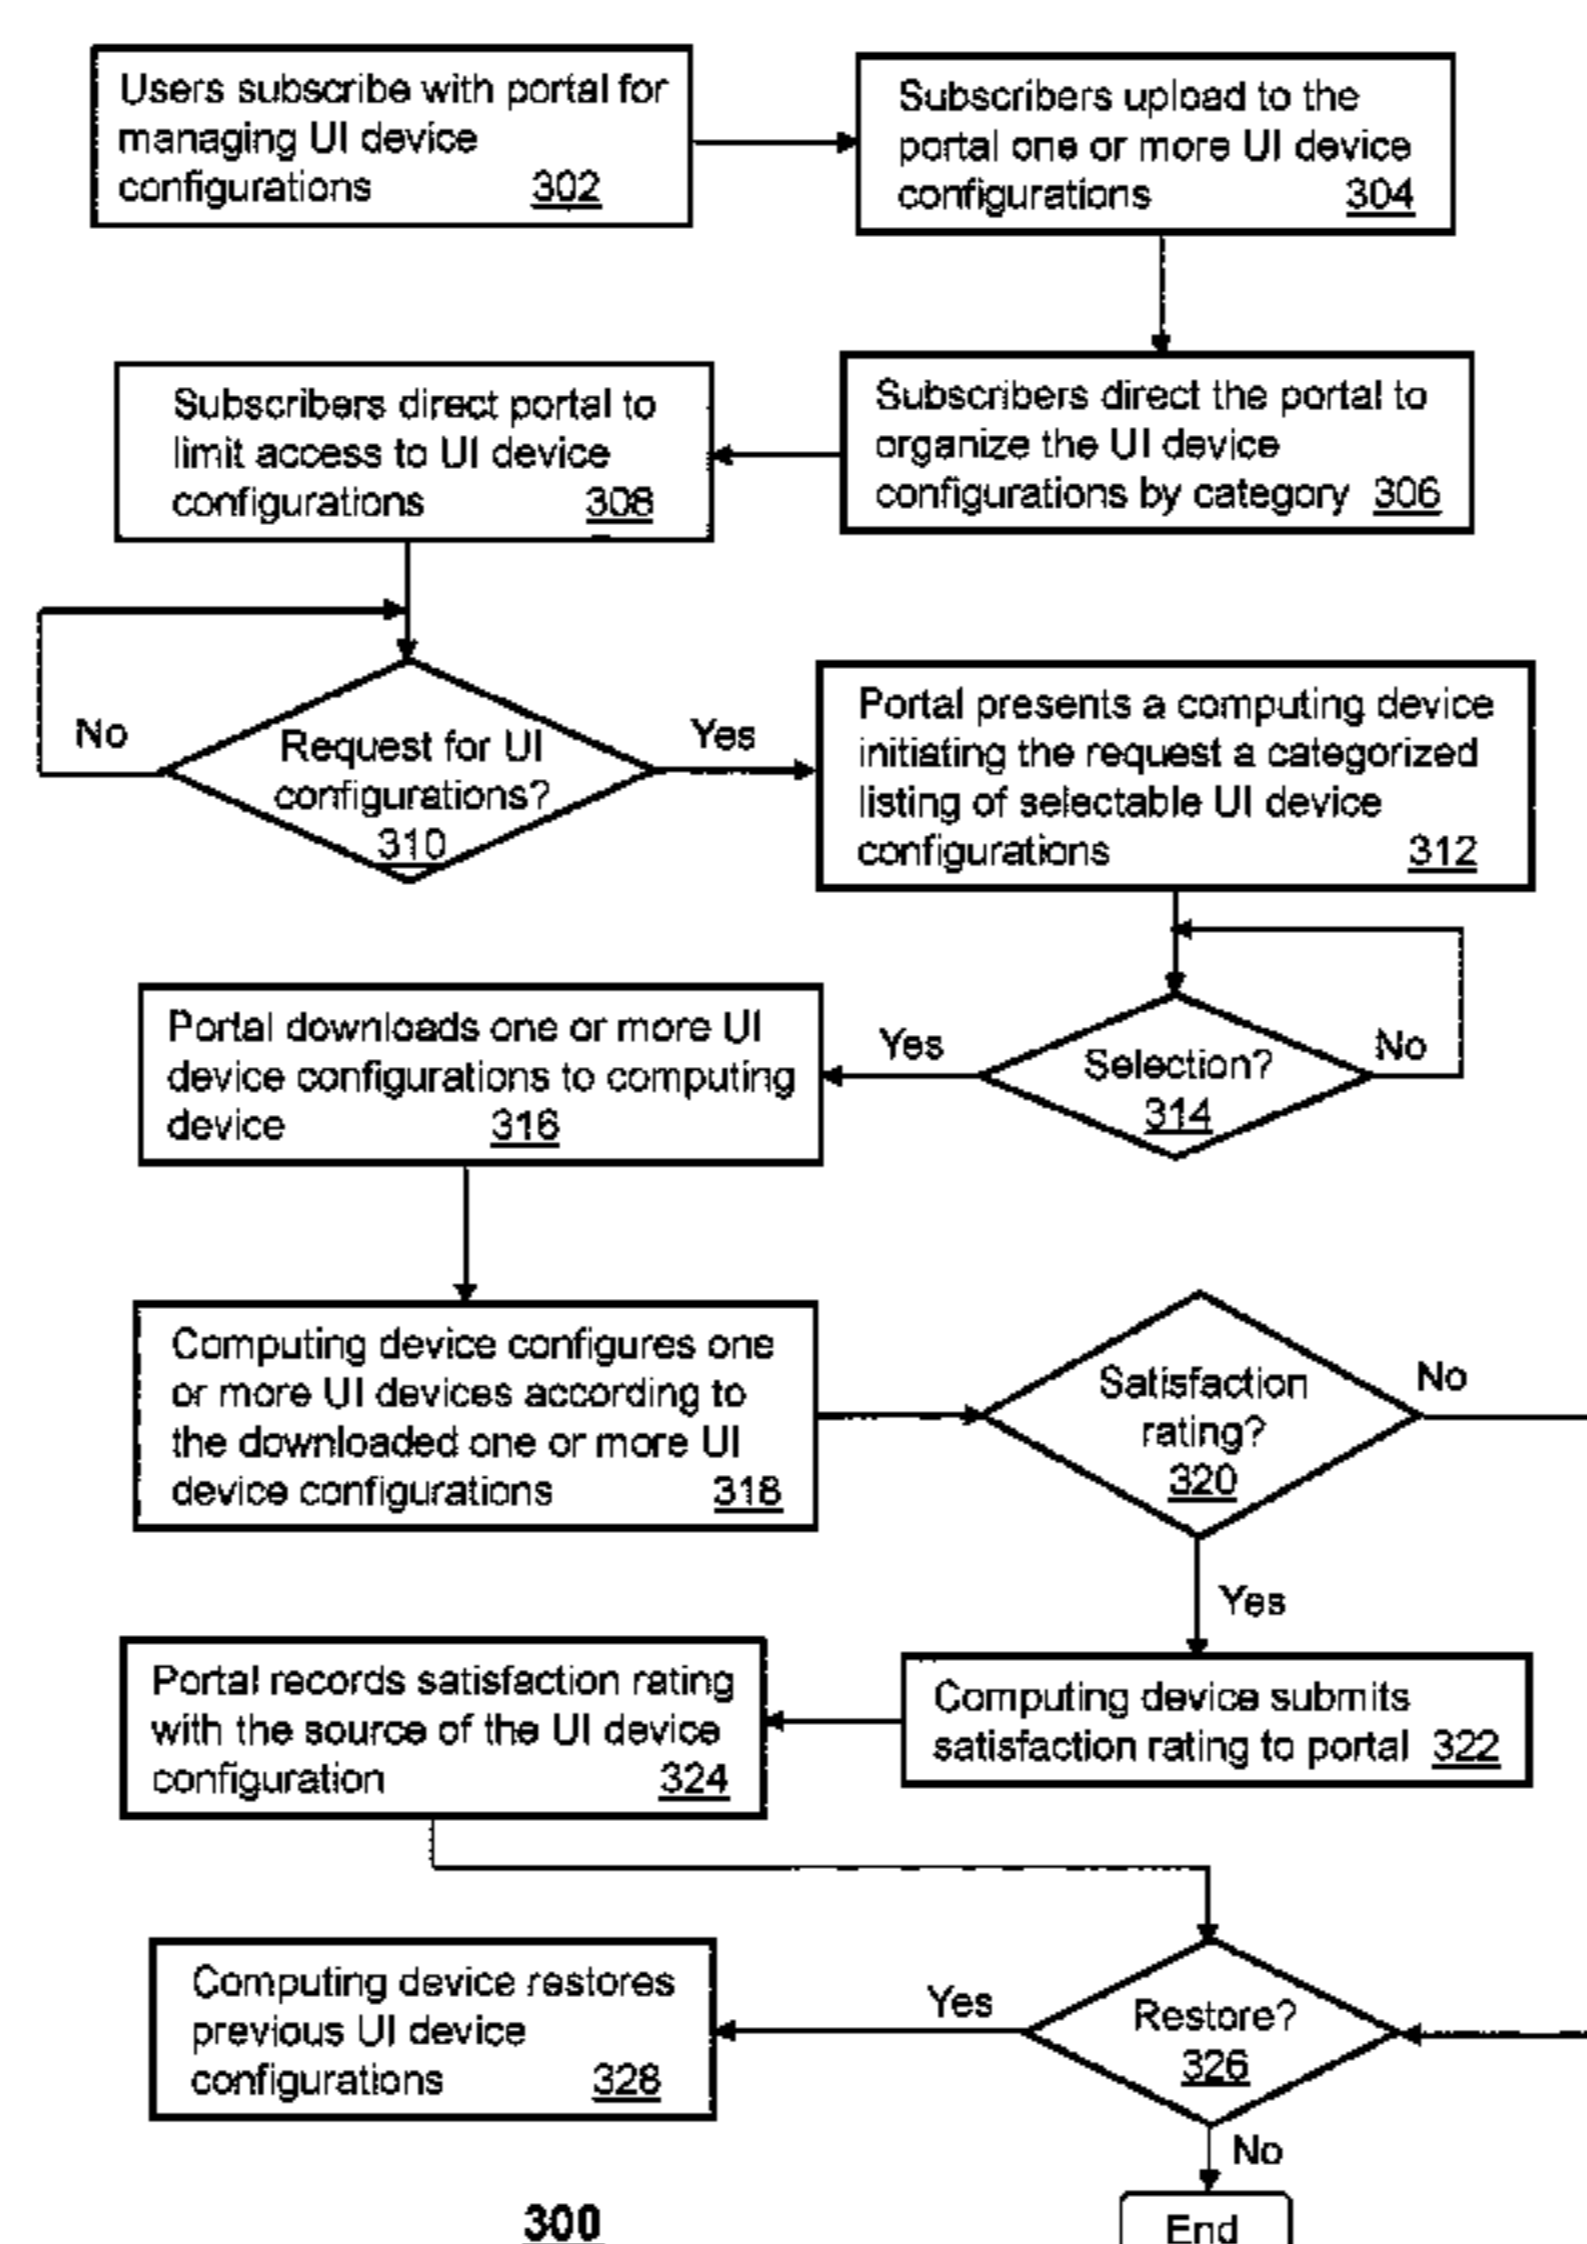 Users subscribe with portal for
managing UI device
configurations 302
Subscribers upload to the
portal one or more UI device
configurations 304
Subscribers direct the portal to
organize the UI device
configurations by category 306
Subscribers direct portal to
limit access to UI device
configurations 308
No
Request for UI
configurations?
310
Yes
Portal presents a computing device
initiating the request a categorized
listing of selectable UI device
configurations 312
Selection?
314
No
Yes
Portal downloads one or more UI
device configurations to computing
device 316
Computing device configures one
or more UI devices according to
the downloaded one or more UI
device configurations 318
Satisfaction
rating?
320
No
Yes
Computing device submits
satisfaction rating to portal 322
Portal records satisfaction rating
with the source of the UI device
configuration 324
Restore?
326
Yes
Computing device restores
previous UI device
configurations 328
No
End
300